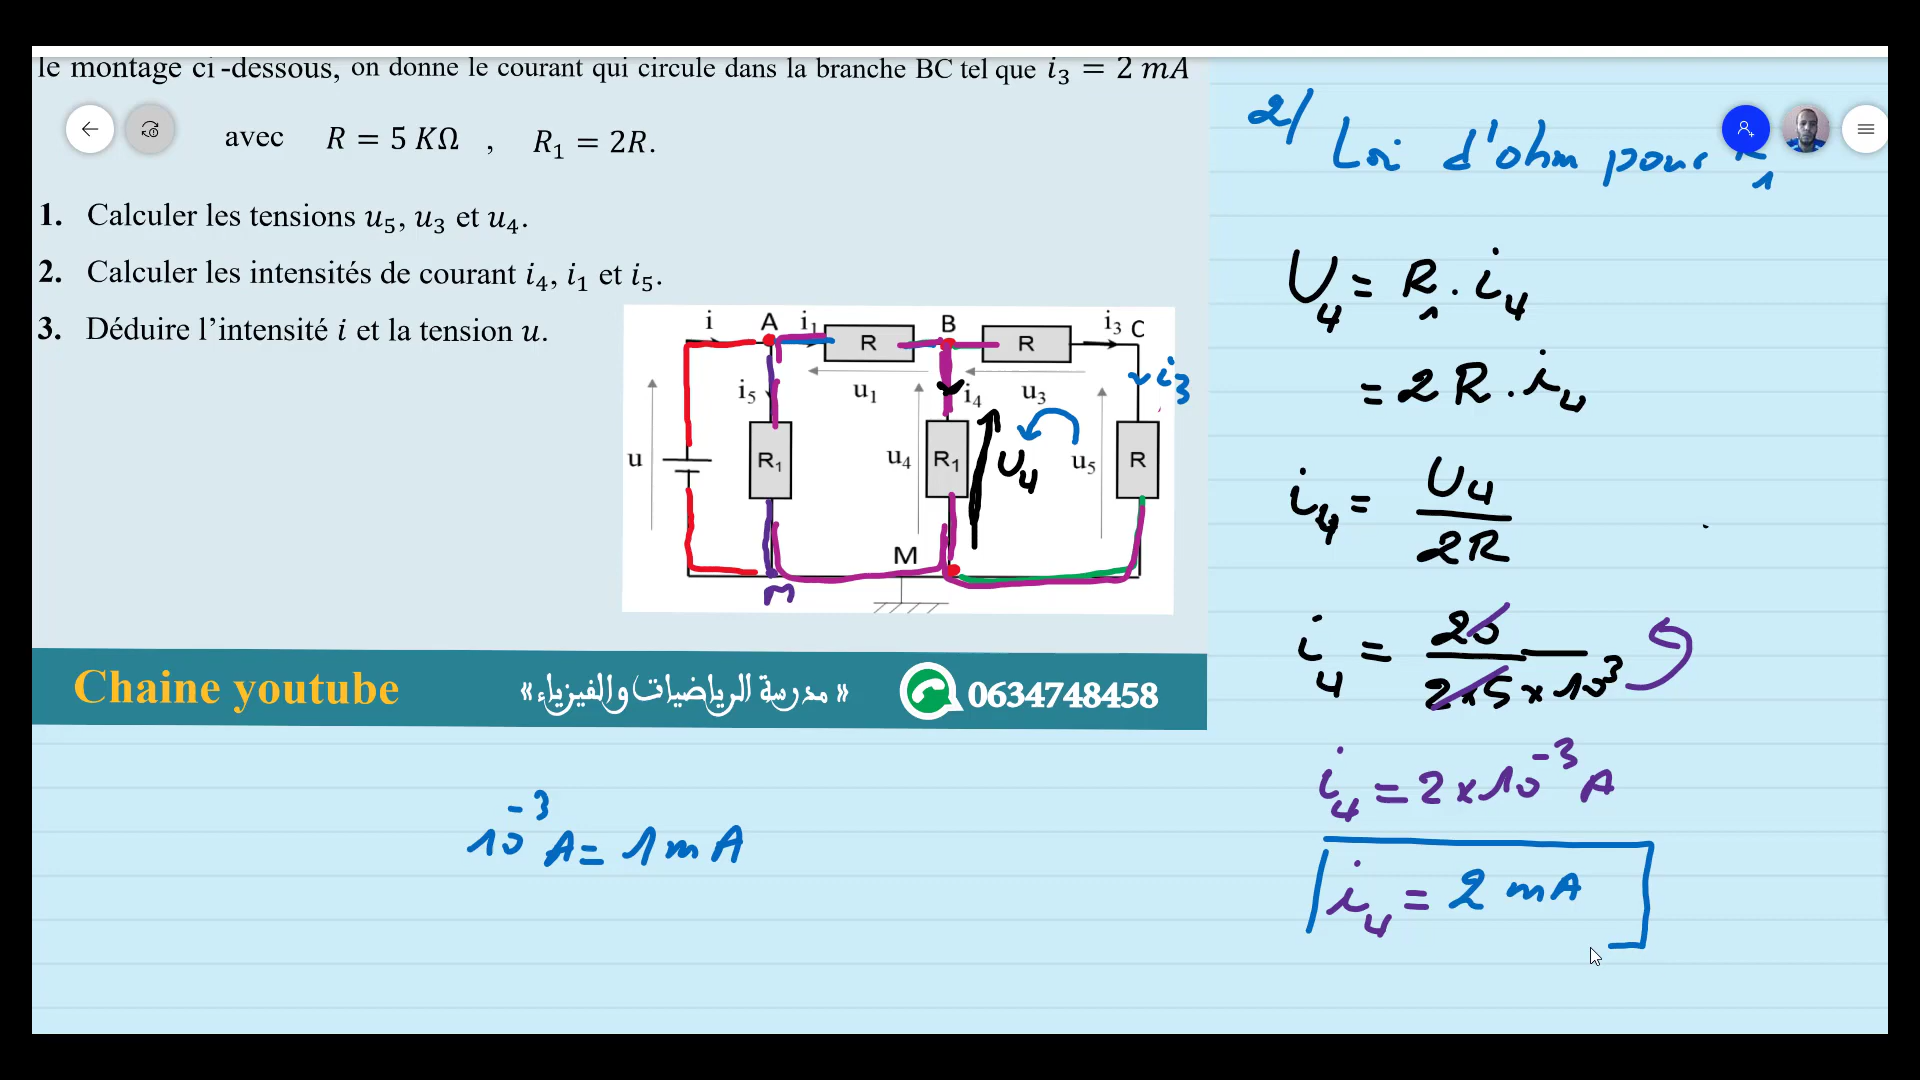 le montage ci-dessous, on donne le courant qui circule dans la branche BC tel que i₃ = 2 mA
avec R = 5 KΩ , R₁ = 2R.
1. Calculer les tensions u₅, u₃ et u₄.
2. Calculer les intensités de courant i₄, i₁ et i₅.
3. Déduire l'intensité i et la tension u.
i A i₁ R B R i₃ C
i₃
i₅ u₁ i₄ u₃
u R₁ u₄ R₁ U₄ u₅ R
M
m
Chaine youtube « مدرسة الرياضيات والفيزياء » 0634748458
10⁻³ A = 1 mA
2/ Loi d'ohm pour R₁
U₄ = R₁ . i₄
= 2R . i₄
i₄ = U₄ / 2R
i₄ = 20 / 2×5×10³
i₄ = 2×10⁻³ A
i₄ = 2 mA